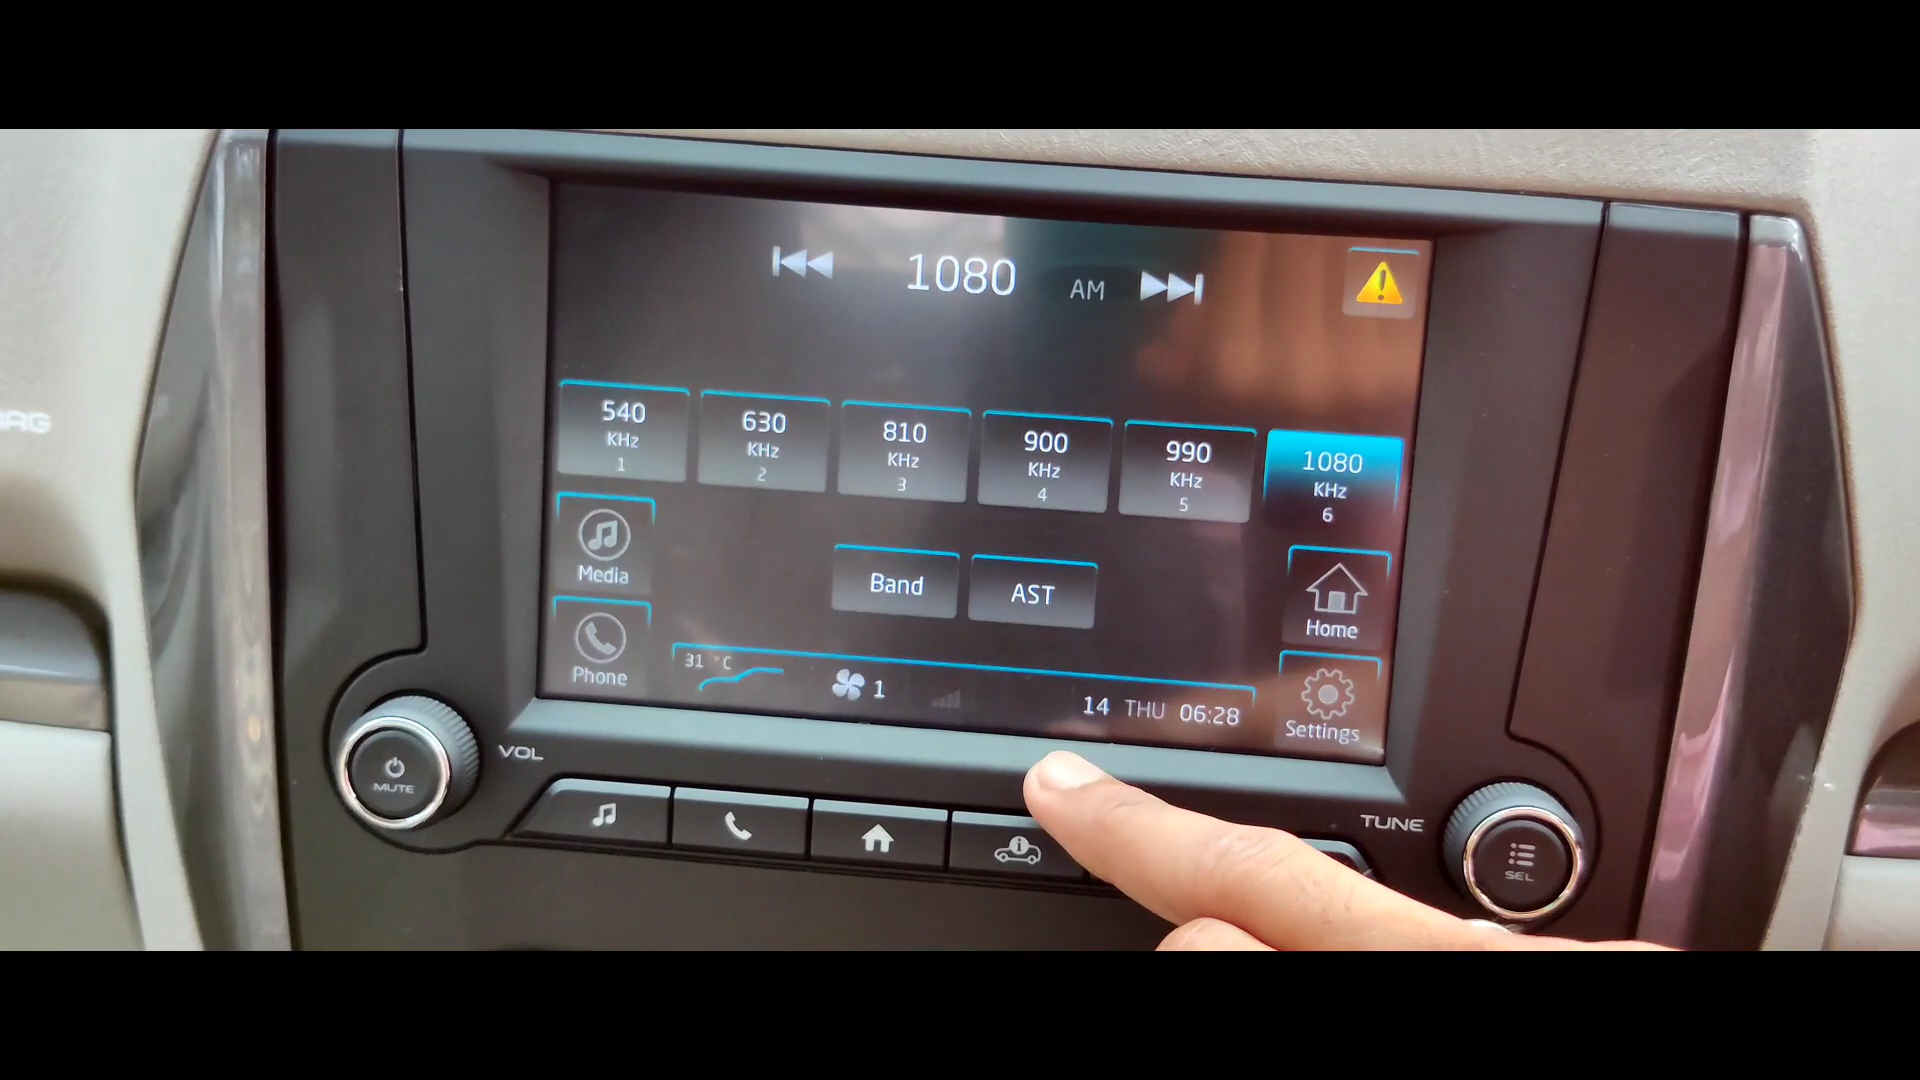 1080 AM
540
KHz
1
630
KHz
2
810
KHz
3
900
KHz
4
990
KHz
5
1080
KHz
6
Media
Band
AST
Home
Phone
31 °C
1
14 THU 06:28
Settings
VOL
MUTE
TUNE
SEL